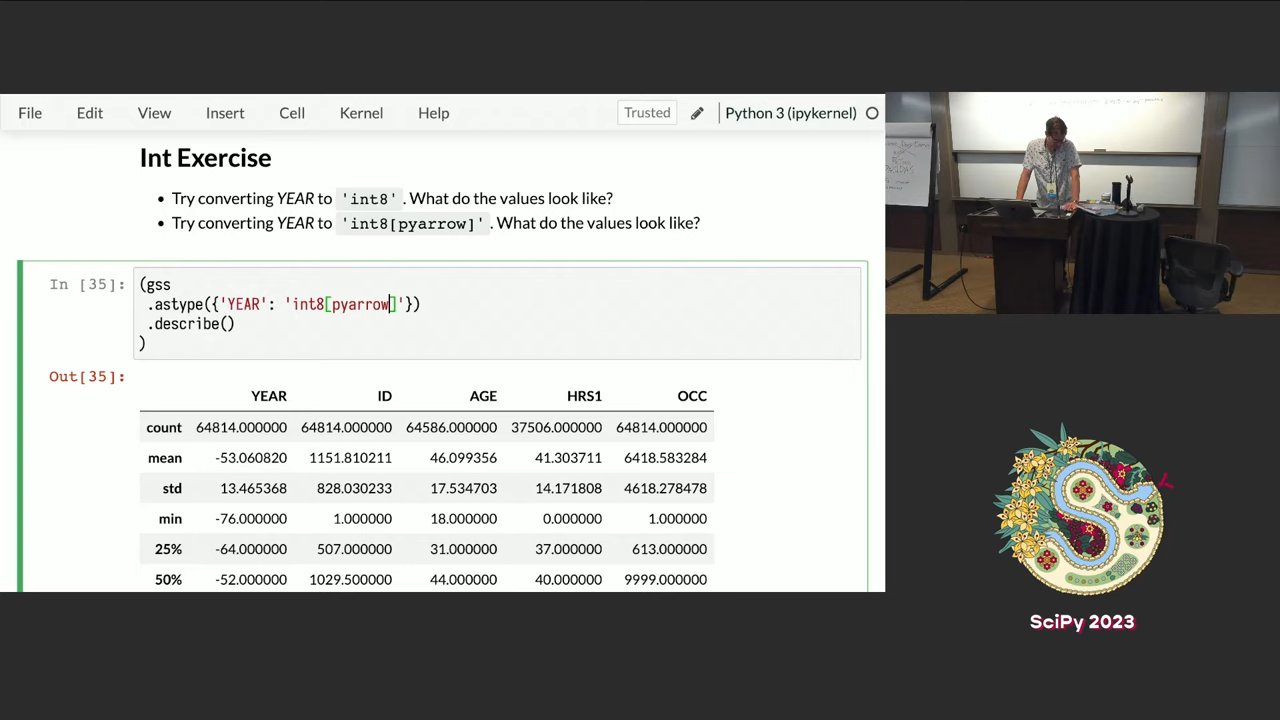 File Edit View Insert Cell Kernel Help Trusted Python 3 (ipykernel)
Int Exercise
• Try converting YEAR to 'int8'. What do the values look like?
• Try converting YEAR to 'int8[pyarrow]'. What do the values look like?
In [35]: (gss
.astype({'YEAR': 'int8[pyarrow]'})
.describe()
)
Out[35]:
YEAR ID AGE HRS1 OCC
count 64814.000000 64814.000000 64586.000000 37506.000000 64814.000000
mean -53.060820 1151.810211 46.099356 41.303711 6418.583284
std 13.465368 828.030233 17.534703 14.171808 4618.278478
min -76.000000 1.000000 18.000000 0.000000 1.000000
25% -64.000000 507.000000 31.000000 37.000000 613.000000
50% -52.000000 1029.500000 44.000000 40.000000 9999.000000
SciPy 2023